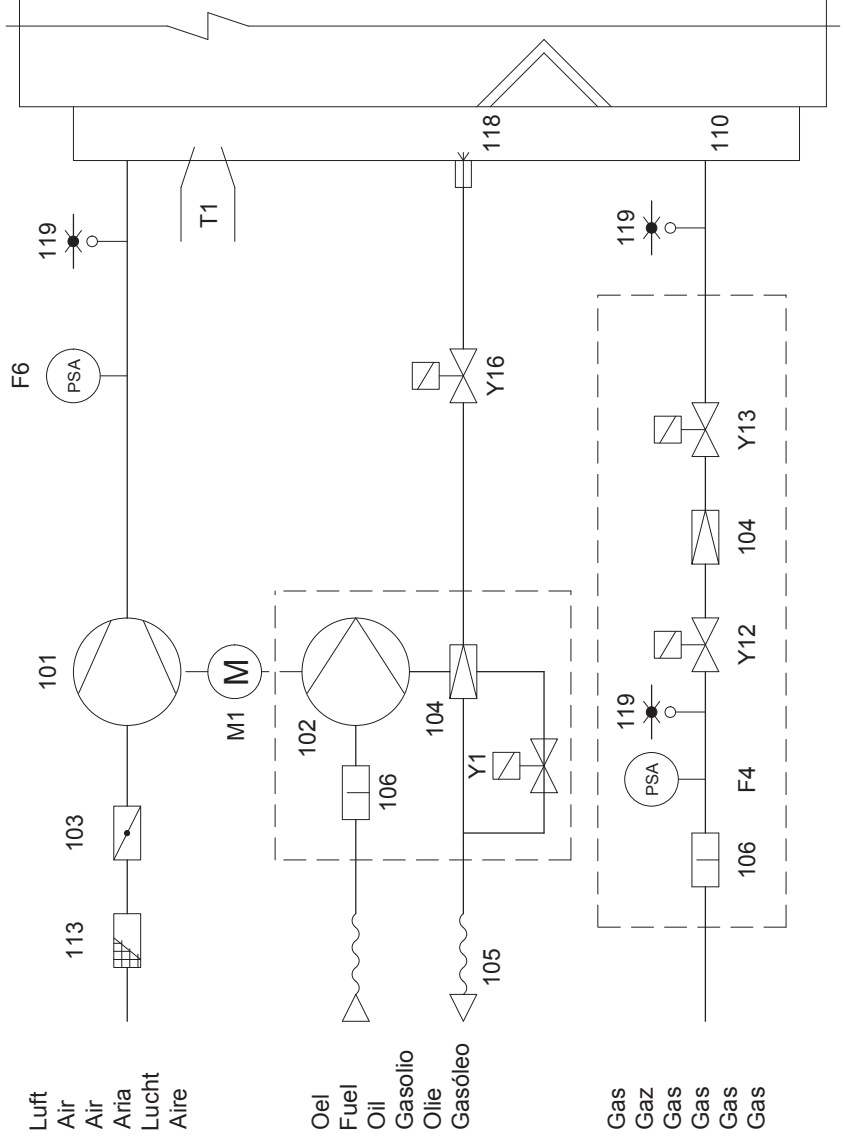 Luft
Air
Air
Aria
Lucht
Aire
113
103
101
M1
M
F6
PSA
119
T1
Oel
Fuel
Oil
Gasolio
Olie
Gasóleo
105
106
102
104
Y1
Y16
118
Gas
Gaz
Gas
Gas
Gas
Gas
106
F4
PSA
119
Y12
104
Y13
119
110